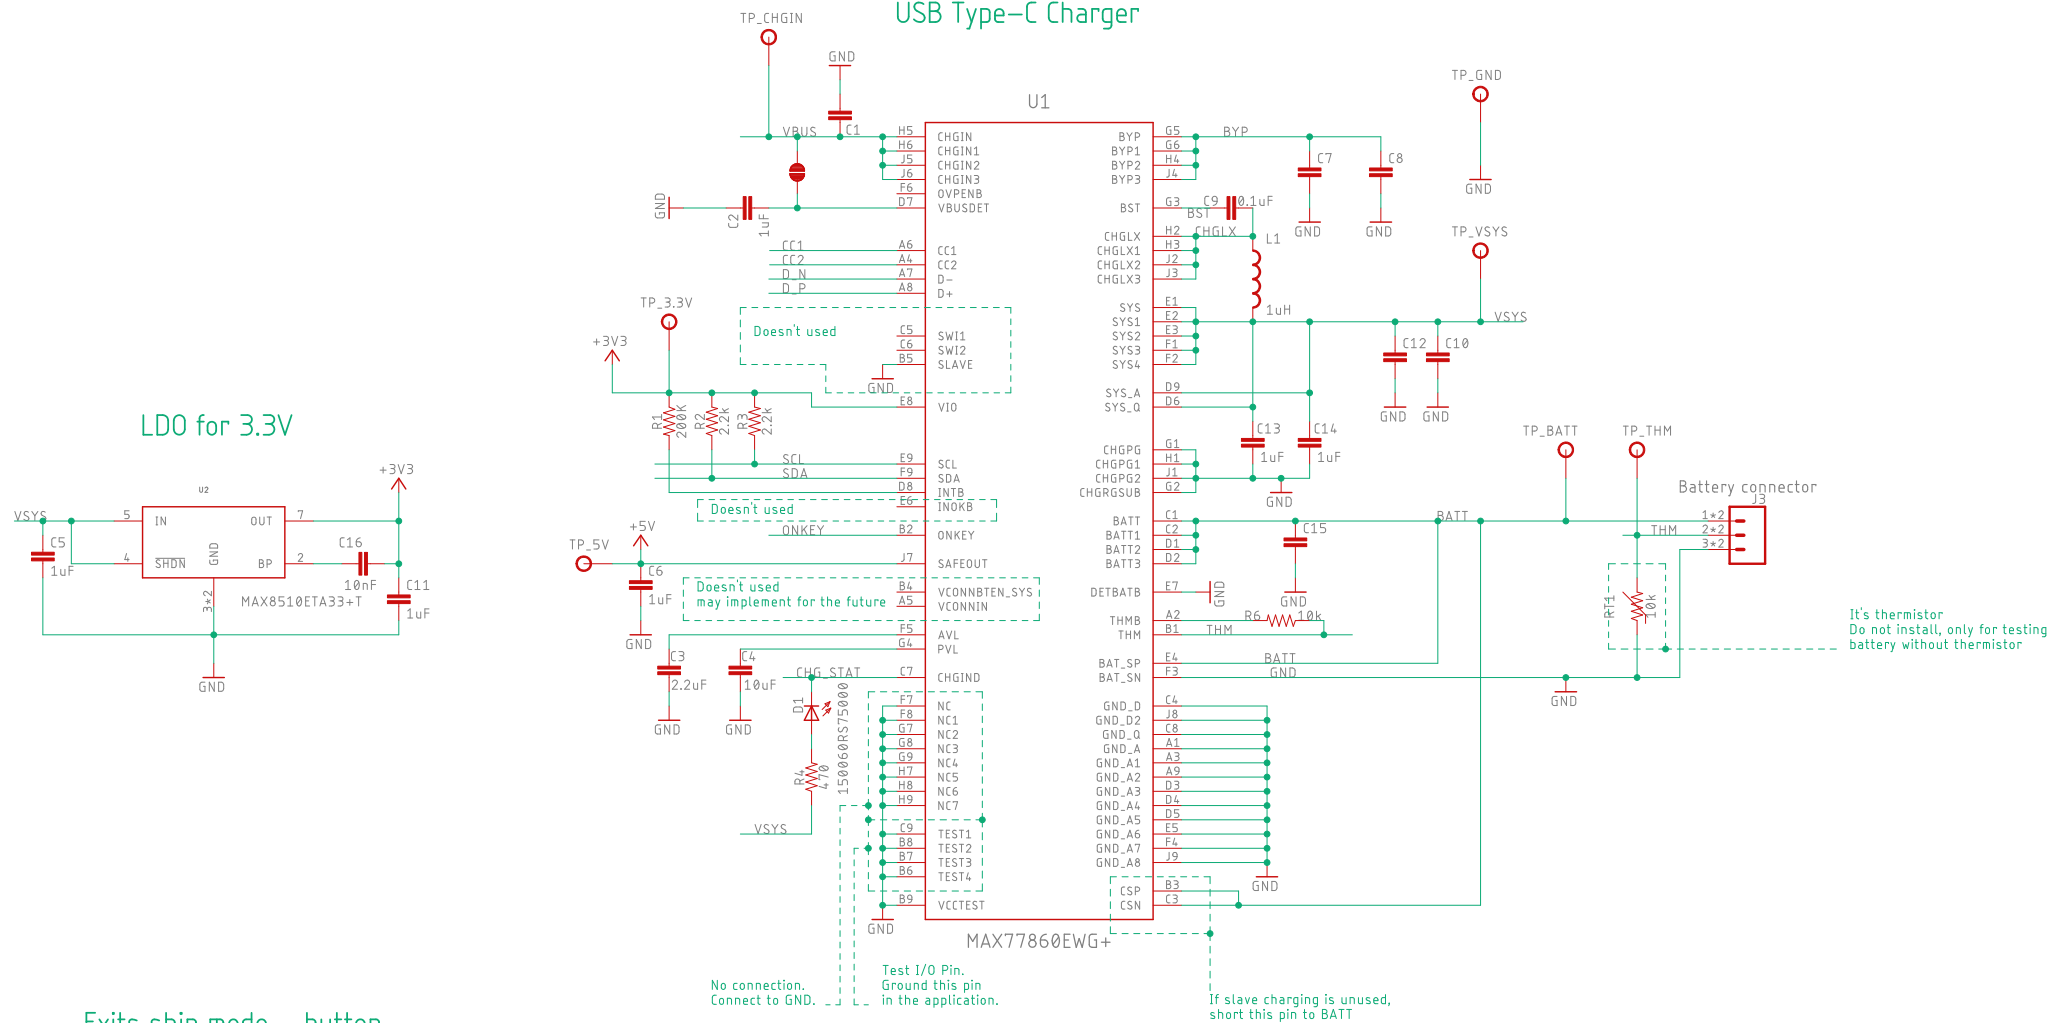 USB Type-C Charger
TP_CHGIN
GND
C1
VBUS
GND
C2
1uF
CC1
CC2
D_N
D_P
TP_3.3V
+3V3
Doesn't used
GND
R1
200K
R2
2.2k
R3
2.2k
SCL
SDA
Doesn't used
ONKEY
+5V
TP_5V
C6
1uF
GND
Doesn't used
may implement for the future
C3
2.2uF
GND
C4
10uF
GND
CHG_STAT
D1
150060RS75000
R4
470
VSYS
GND
No connection.
Connect to GND.
Test I/O Pin.
Ground this pin
in the application.
U1
H5 CHGIN
H6 CHGIN1
J5 CHGIN2
J6 CHGIN3
F6 OVPENB
D7 VBUSDET
A6 CC1
A4 CC2
A7 D-
A8 D+
C5 SWI1
C6 SWI2
B5 SLAVE
E8 VIO
E9 SCL
F9 SDA
D8 INTB
E6 INOKB
B2 ONKEY
J7 SAFEOUT
B4 VCONNBTEN_SYS
A5 VCONNIN
F5 AVL
G4 PVL
C7 CHGIND
F7 NC
F8 NC1
G7 NC2
G8 NC3
G9 NC4
H7 NC5
H8 NC6
H9 NC7
C9 TEST1
B8 TEST2
B7 TEST3
B6 TEST4
B9 VCCTEST
BYP G5
BYP1 G6
BYP2 H4
BYP3 J4
BST G3
CHGLX H2
CHGLX1 H3
CHGLX2 J2
CHGLX3 J3
SYS E1
SYS1 E2
SYS2 E3
SYS3 F1
SYS4 F2
SYS_A D9
SYS_Q D6
CHGPG G1
CHGPG1 H1
CHGPG2 J1
CHGRGSUB G2
BATT C1
BATT1 C2
BATT2 D1
BATT3 D2
DETBATB E7
THMB A2
THM B1
BAT_SP E4
BAT_SN F3
GND_D C4
GND_D2 J8
GND_Q C8
GND_A A1
GND_A1 A3
GND_A2 A9
GND_A3 D3
GND_A4 D4
GND_A5 D5
GND_A6 E5
GND_A7 F4
GND_A8 J9
CSP B3
CSN C3
MAX77860EWG+
BYP
C7
GND
C8
GND
C9
0.1uF
BST
CHGLX
L1
1uH
TP_GND
GND
TP_VSYS
VSYS
C12
GND
C10
GND
C13
1uF
C14
1uF
GND
BATT
C15
GND
GND
R6
10k
THM
BATT
GND
GND
TP_BATT
TP_THM
Battery connector
J3
1*2
2*2
3*2
THM
RT1
10k
GND
It's thermistor
Do not install, only for testing
battery without thermistor
If slave charging is unused,
short this pin to BATT
LDO for 3.3V
U2
+3V3
VSYS
5 IN
4 SHDN
GND
3*2
OUT 7
BP 2
C5
1uF
C16
10nF
C11
1uF
MAX8510ETA33+T
GND